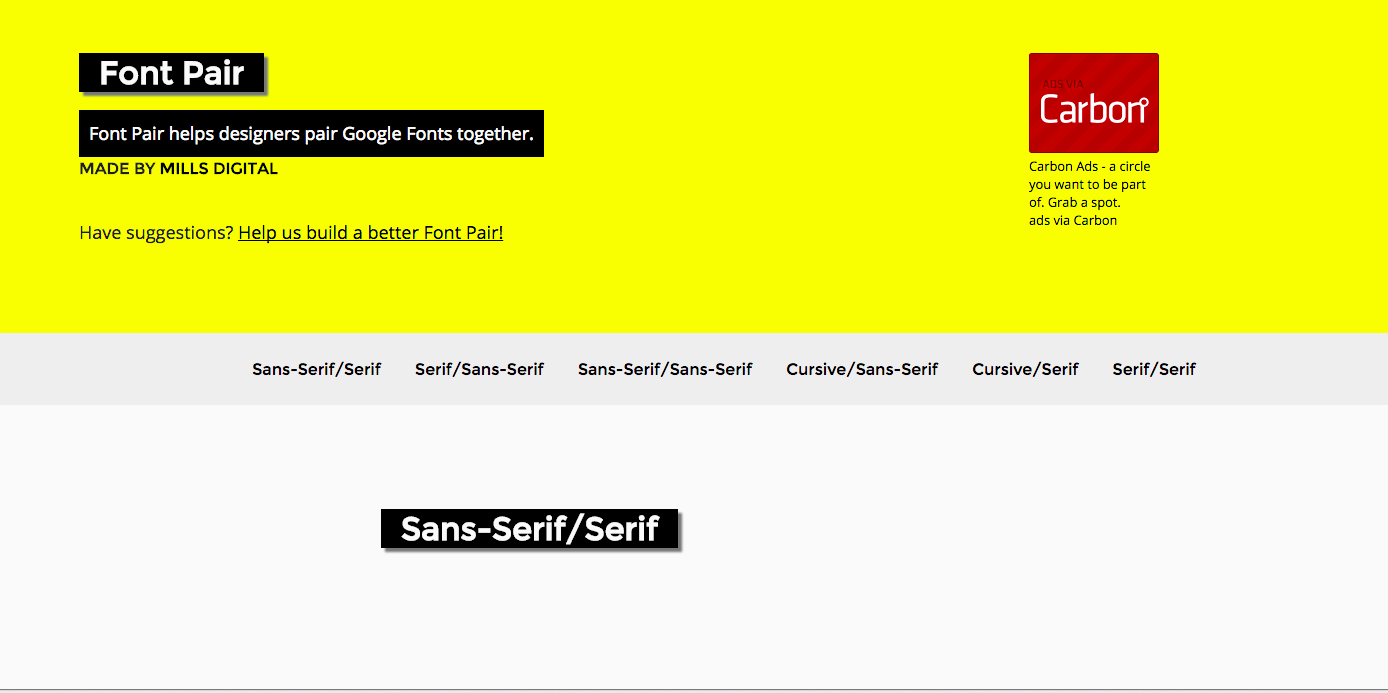 Font Pair
Font Pair helps designers pair Google Fonts together.
MADE BY MILLS DIGITAL
Have suggestions? Help us build a better Font Pair!
ADS VIA
Carbon
Carbon Ads - a circle
you want to be part
of. Grab a spot.
ads via Carbon
Sans-Serif/Serif Serif/Sans-Serif Sans-Serif/Sans-Serif Cursive/Sans-Serif Cursive/Serif Serif/Serif
Sans-Serif/Serif